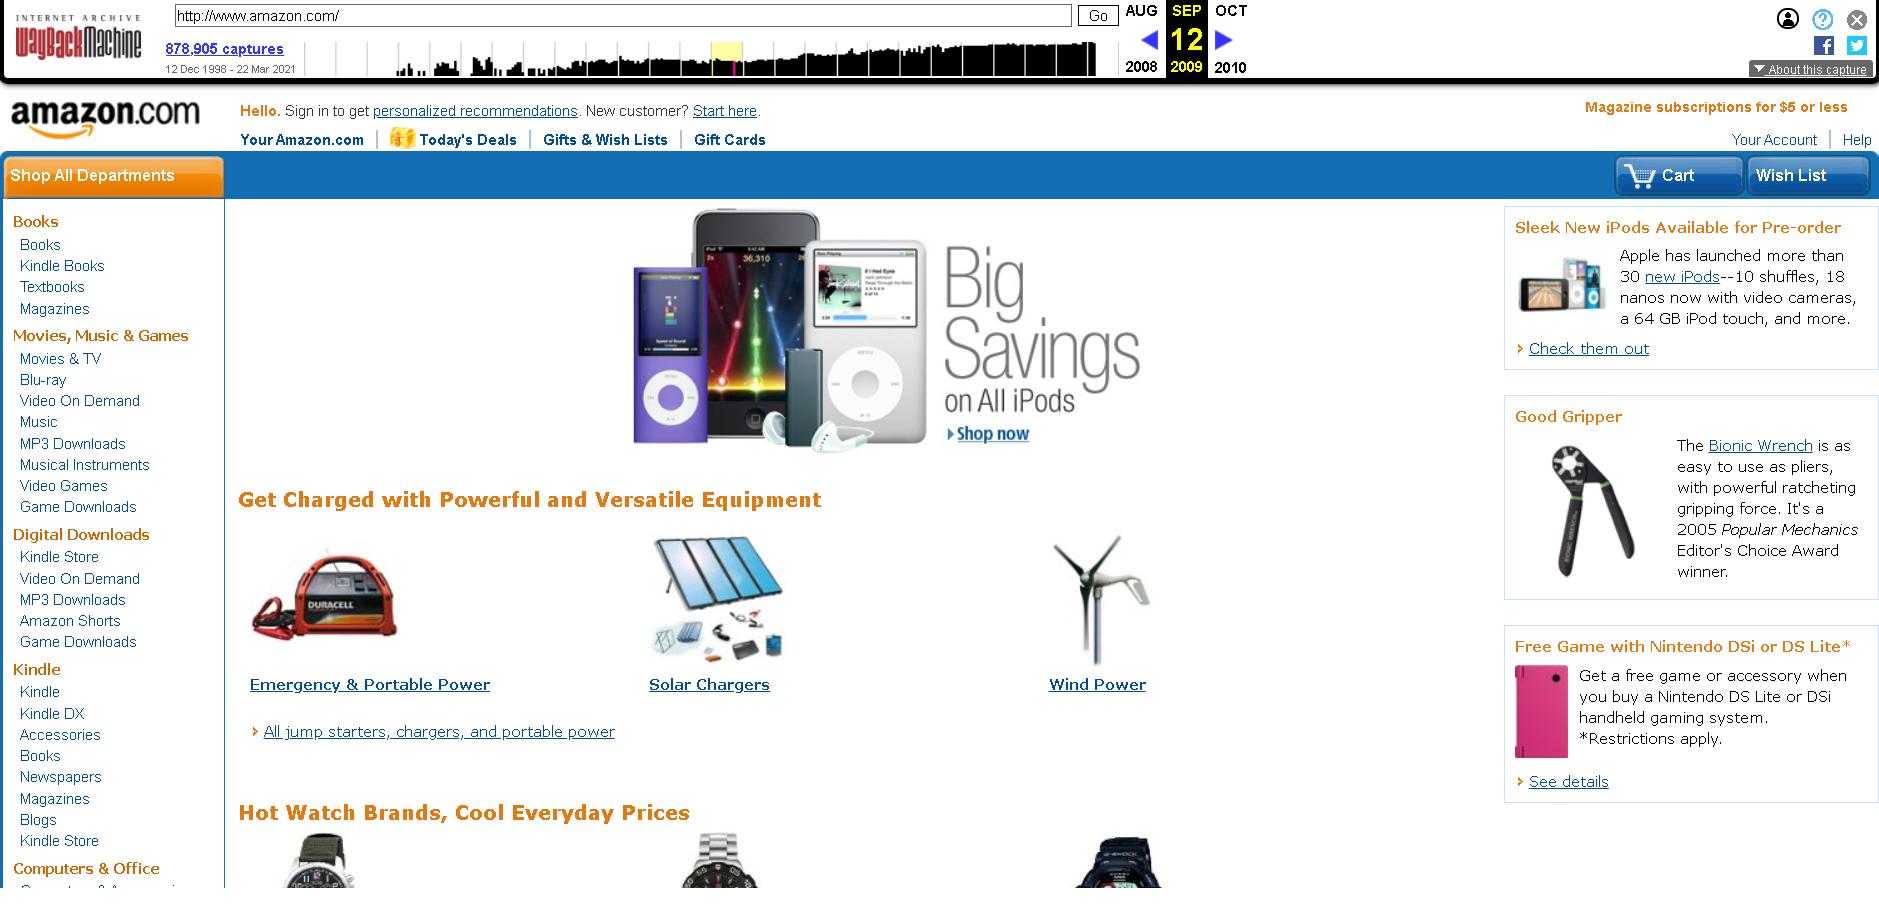 INTERNET ARCHIVE
WayBackMachine
http://www.amazon.com/
Go
878,905 captures
12 Dec 1998 - 22 Mar 2021
AUG SEP OCT
12
2008 2009 2010
About this capture
amazon.com
Hello. Sign in to get personalized recommendations. New customer? Start here.
Magazine subscriptions for $5 or less
Your Amazon.com
Today's Deals
Gifts & Wish Lists
Gift Cards
Your Account
Help
Shop All Departments
Cart
Wish List
Books
Books
Kindle Books
Textbooks
Magazines
Movies, Music & Games
Movies & TV
Blu-ray
Video On Demand
Music
MP3 Downloads
Musical Instruments
Video Games
Game Downloads
Digital Downloads
Kindle Store
Video On Demand
MP3 Downloads
Amazon Shorts
Game Downloads
Kindle
Kindle
Kindle DX
Accessories
Books
Newspapers
Magazines
Blogs
Kindle Store
Computers & Office
36,310
MENU
MENU
Big
Savings
on All iPods
Shop now
Get Charged with Powerful and Versatile Equipment
DURACELL
Emergency & Portable Power
Solar Chargers
Wind Power
All jump starters, chargers, and portable power
Hot Watch Brands, Cool Everyday Prices
G-SHOCK
Sleek New iPods Available for Pre-order
Apple has launched more than
30 new iPods--10 shuffles, 18
nanos now with video cameras,
a 64 GB iPod touch, and more.
Check them out
Good Gripper
BIONIC WRENCH
The Bionic Wrench is as
easy to use as pliers,
with powerful ratcheting
gripping force. It's a
2005 Popular Mechanics
Editor's Choice Award
winner.
Free Game with Nintendo DSi or DS Lite*
Get a free game or accessory when
you buy a Nintendo DS Lite or DSi
handheld gaming system.
*Restrictions apply.
See details